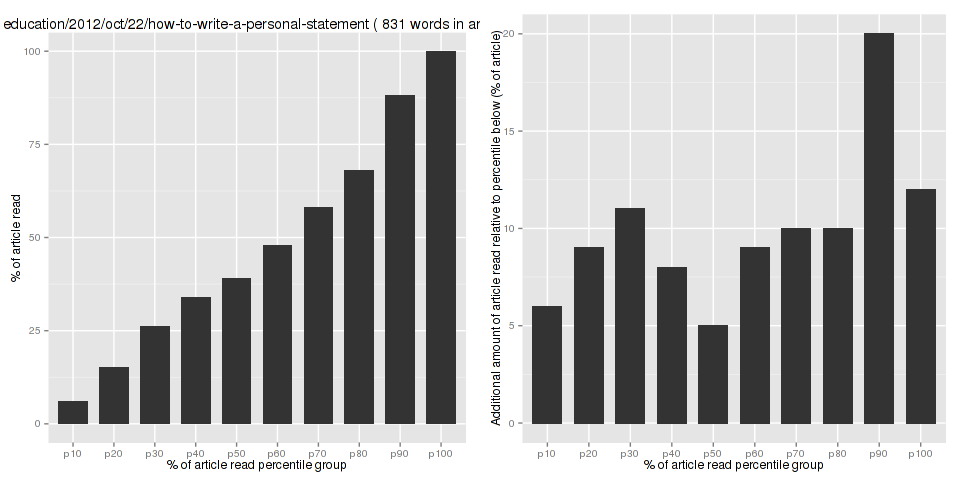 education/2012/oct/22/how-to-write-a-personal-statement ( 831 words in ar
100
75
50
25
0
% of article read
p10 p20 p30 p40 p50 p60 p70 p80 p90 p100
% of article read percentile group
20
15
10
5
0
Additional amount of article read relative to percentile below (% of article)
p10 p20 p30 p40 p50 p60 p70 p80 p90 p100
% of article read percentile group